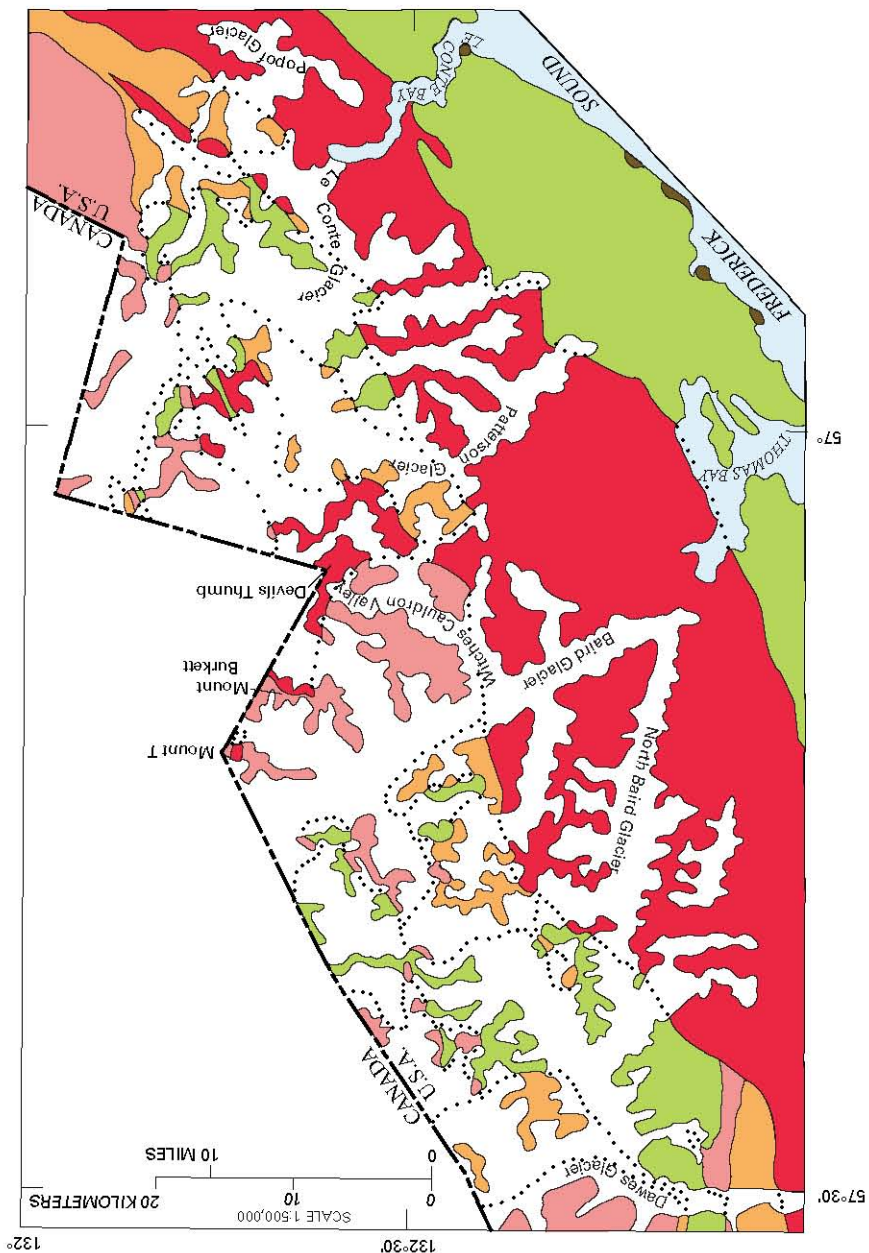 132°
132°30'
SCALE 1:500,000
0 10 20 KILOMETERS
0 10 MILES
57°30'
Dawes Glacier
CANADA
U.S.A.
North Baird Glacier
Baird Glacier
Mount T
Mount
Burkett
Devils Thumb
Witches Cauldron Valley
THOMAS BAY
57°
Patterson
Glacier
FREDERICK
SOUND
Le
Conte
Glacier
CANADA
U.S.A.
LE
CONTE BAY
Popof Glacier